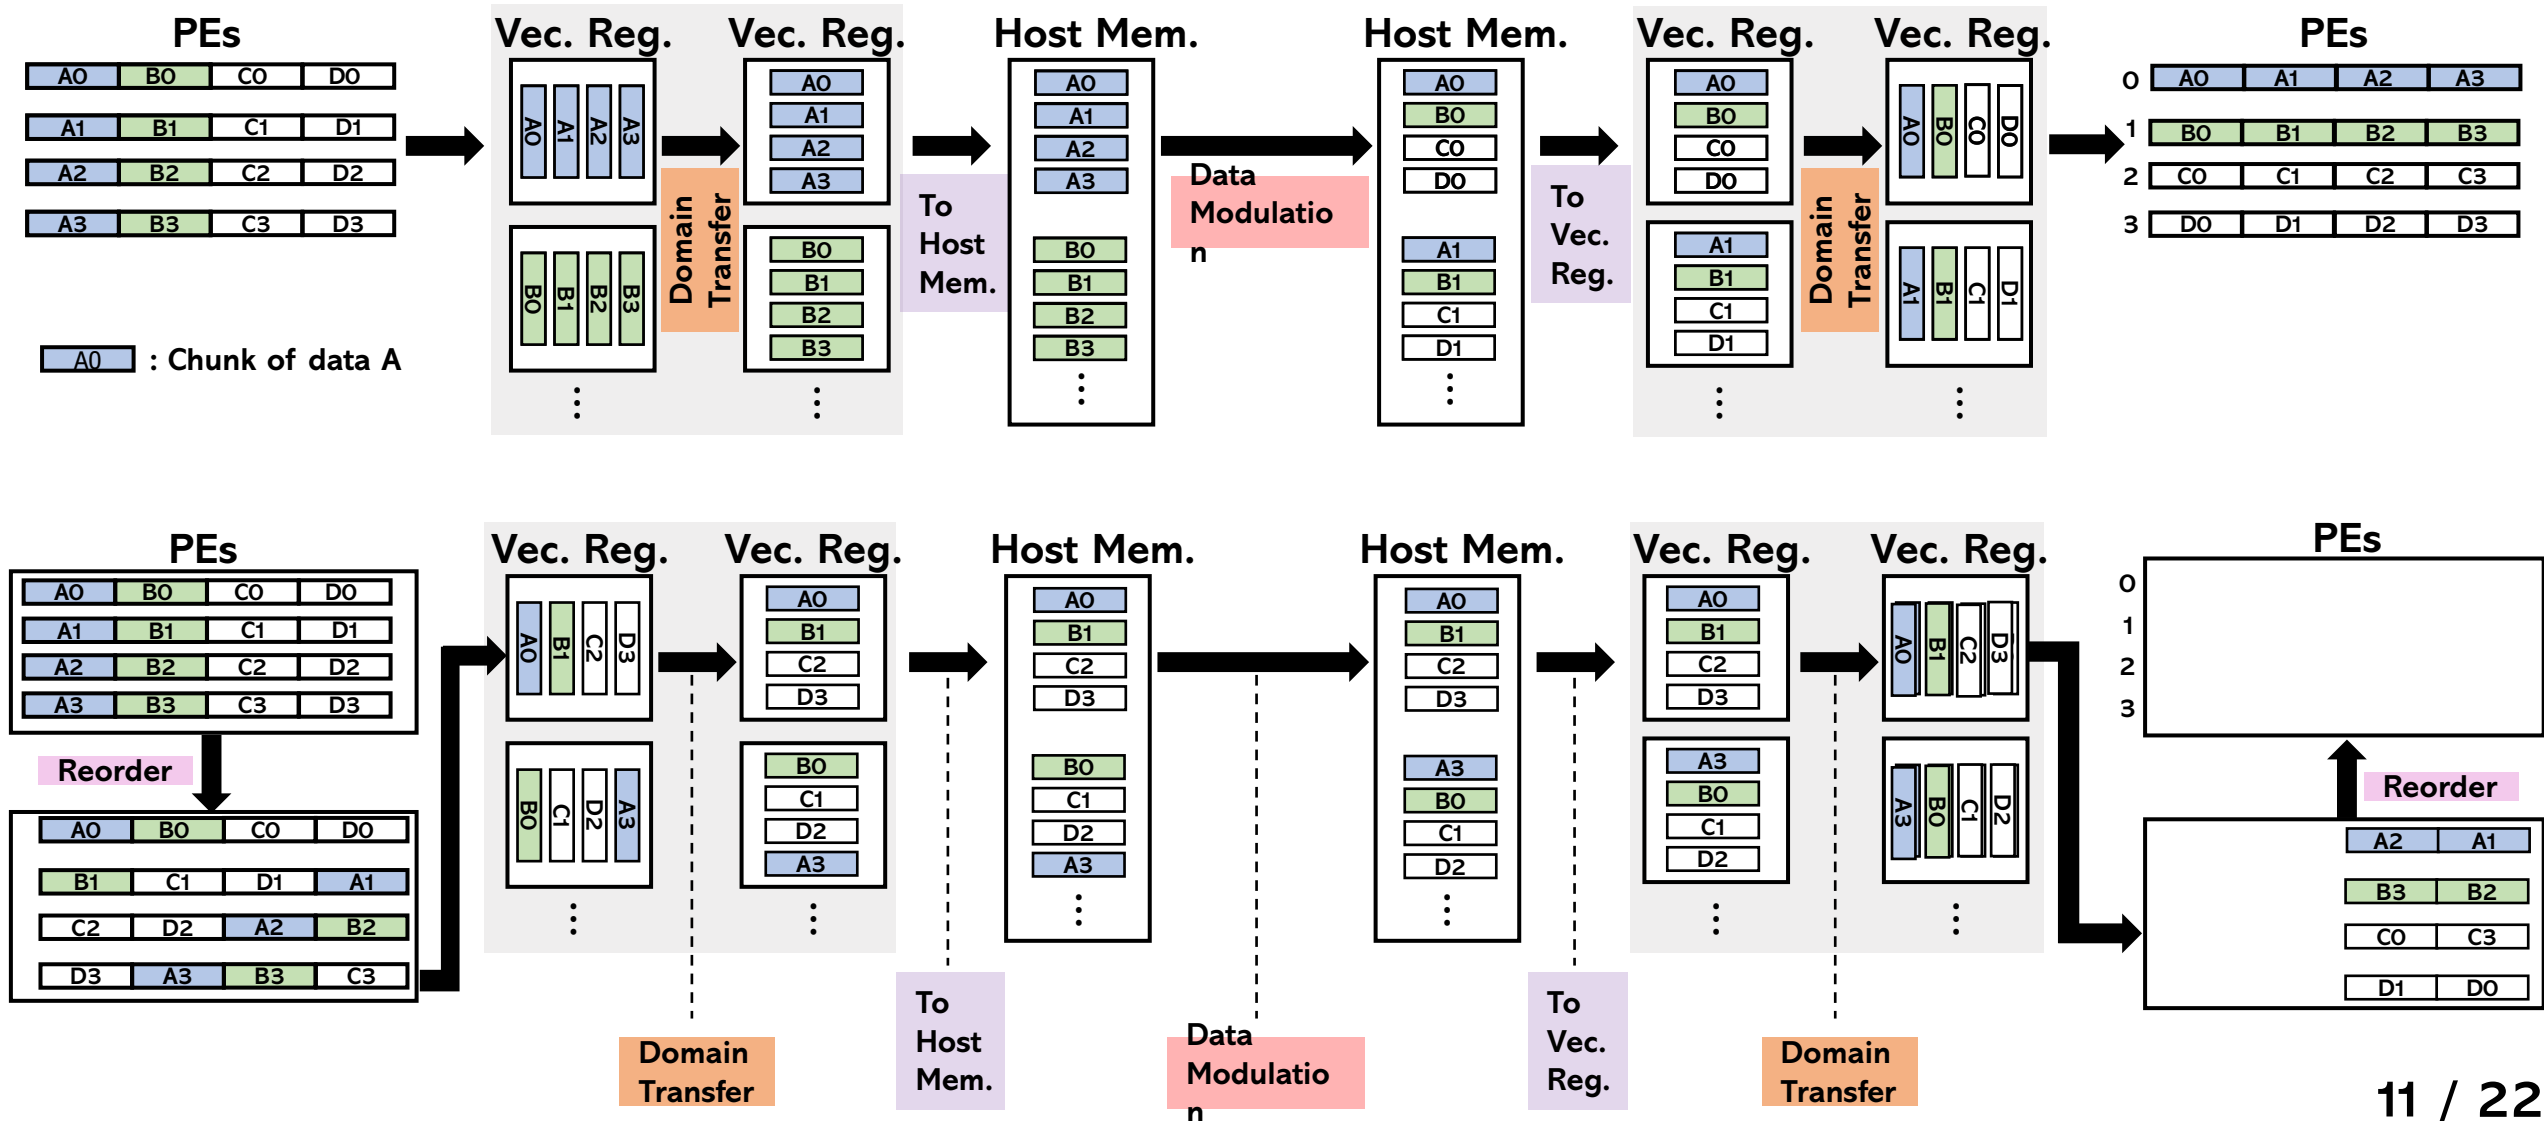 PEs
A0 B0 C0 D0
A1 B1 C1 D1
A2 B2 C2 D2
A3 B3 C3 D3
A0 : Chunk of data A
Vec. Reg.
A0 A1 A2 A3
B0 B1 B2 B3
⋮
Domain
Transfer
Vec. Reg.
A0
A1
A2
A3
B0
B1
B2
B3
⋮
To
Host
Mem.
Host Mem.
A0
A1
A2
A3
B0
B1
B2
B3
⋮
Data
Modulatio
n
Host Mem.
A0
B0
C0
D0
A1
B1
C1
D1
⋮
To
Vec.
Reg.
Vec. Reg.
A0
B0
C0
D0
A1
B1
C1
D1
⋮
Domain
Transfer
Vec. Reg.
A0 B0 C0 D0
A1 B1 C1 D1
⋮
PEs
0 A0 A1 A2 A3
1 B0 B1 B2 B3
2 C0 C1 C2 C3
3 D0 D1 D2 D3
PEs
A0 B0 C0 D0
A1 B1 C1 D1
A2 B2 C2 D2
A3 B3 C3 D3
Reorder
A0 B0 C0 D0
B1 C1 D1 A1
C2 D2 A2 B2
D3 A3 B3 C3
Vec. Reg.
A0 B1 C2 D3
B0 C1 D2 A3
⋮
Domain
Transfer
Vec. Reg.
A0
B1
C2
D3
B0
C1
D2
A3
⋮
To
Host
Mem.
Host Mem.
A0
B1
C2
D3
B0
C1
D2
A3
⋮
Data
Modulatio
n
Host Mem.
A0
B1
C2
D3
A3
B0
C1
D2
⋮
To
Vec.
Reg.
Vec. Reg.
A0
B1
C2
D3
A3
B0
C1
D2
⋮
Domain
Transfer
Vec. Reg.
A0 B1 C2 D3
A3 B0 C1 D2
⋮
PEs
0
1
2
3
Reorder
A2 A1
B3 B2
C0 C3
D1 D0
11 / 22